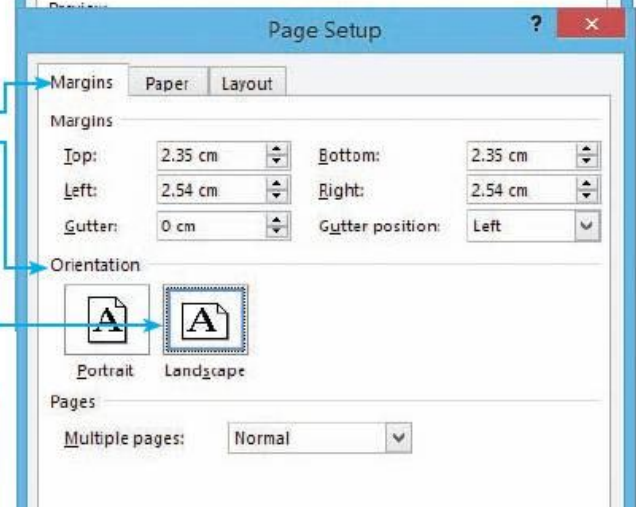 Preview
Page Setup ?
Margins Paper Layout
Margins
Top: 2.35 cm Bottom: 2.35 cm
Left: 2.54 cm Right: 2.54 cm
Gutter: 0 cm Gutter position: Left
Orientation
A A
Portrait Landscape
Pages
Multiple pages: Normal